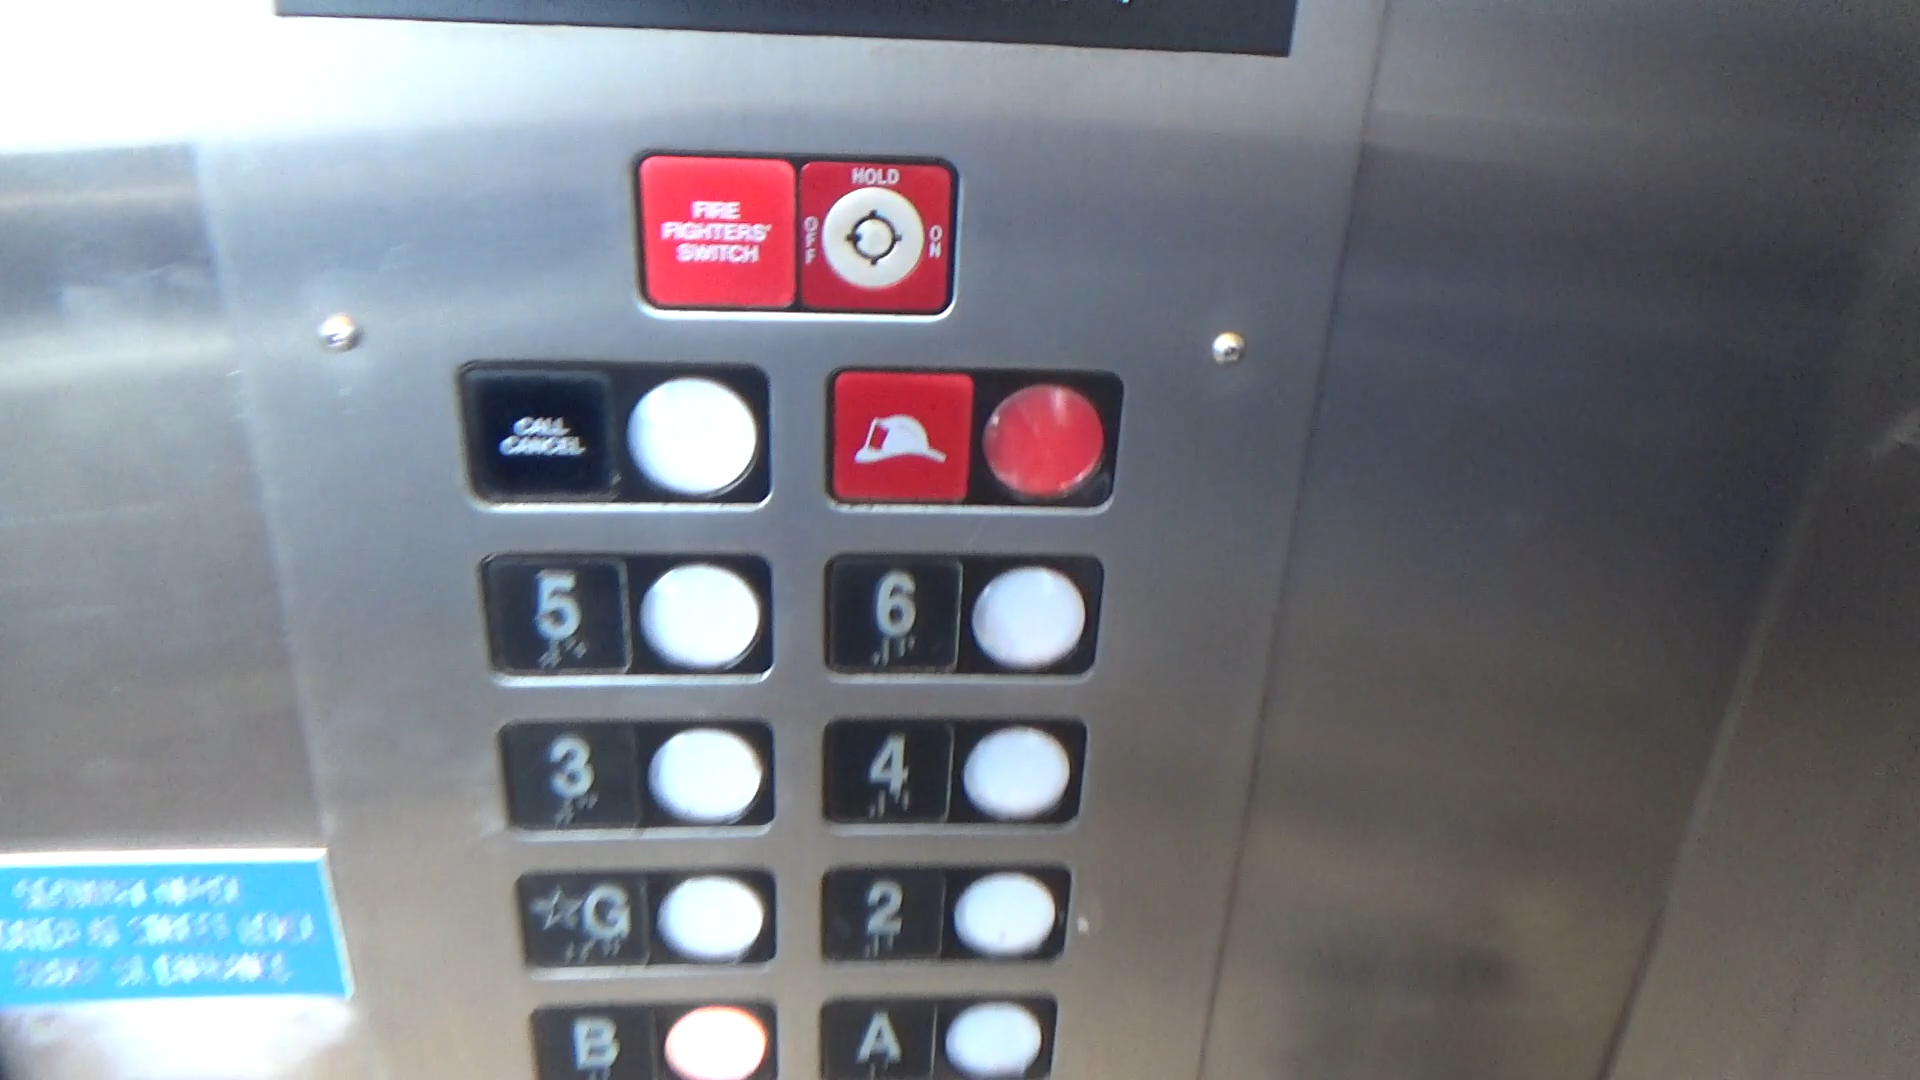 FIRE
FIGHTERS'
SWITCH
HOLD
OFF
ON
CALL
CANCEL
5
6
3
4
☆G
2
B
A